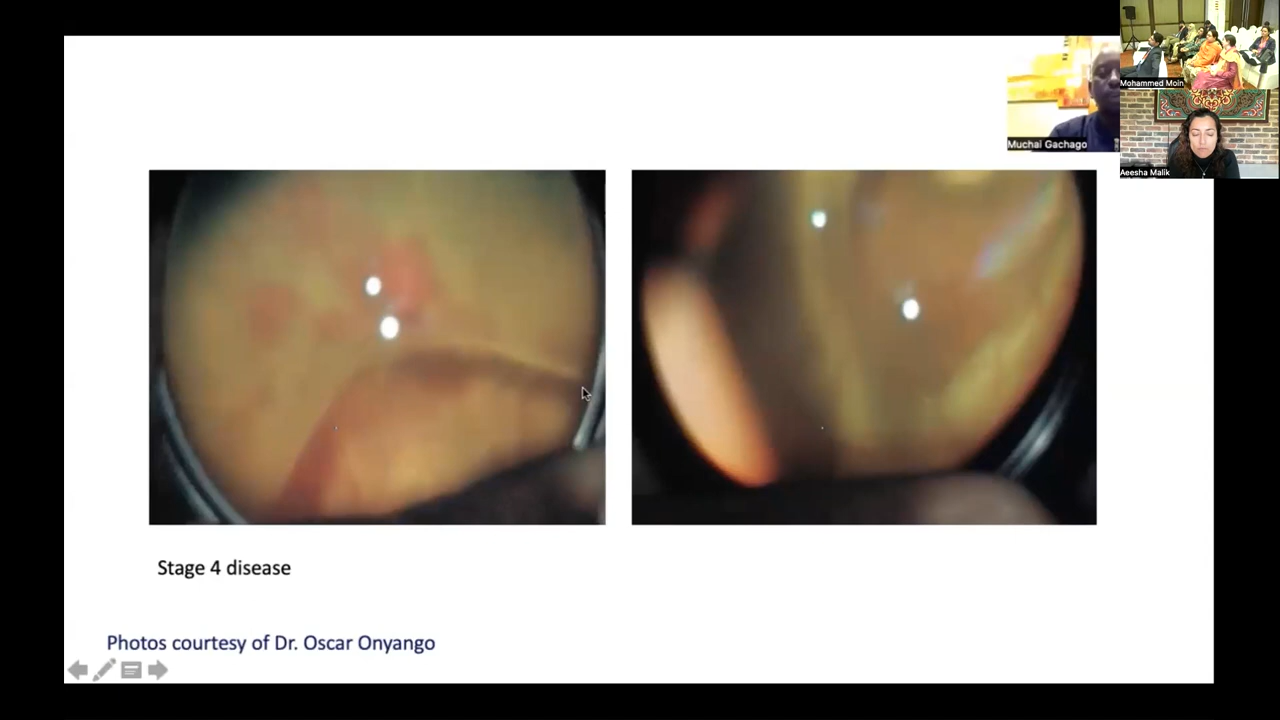 Mohammed Moin
Muchai Gachago
Aeesha Malik
Stage 4 disease
Photos courtesy of Dr. Oscar Onyango